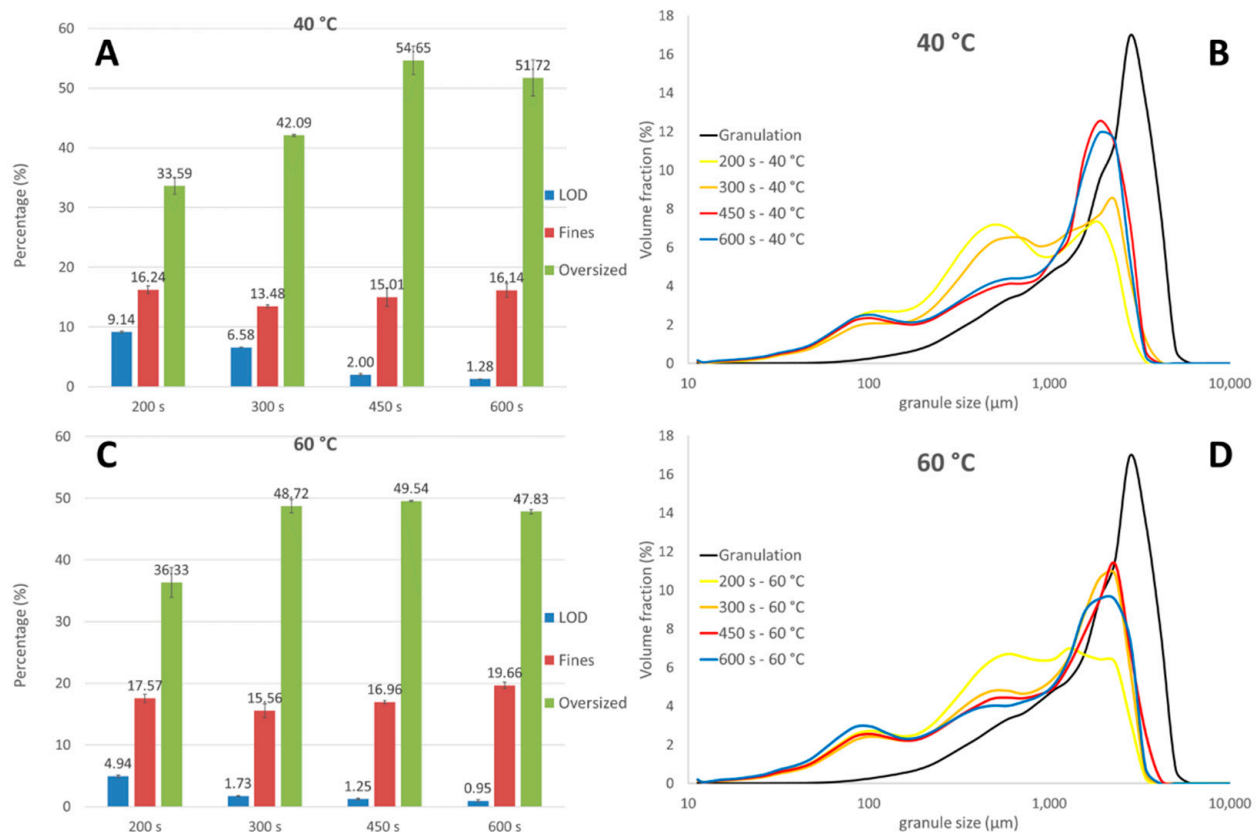 40 °C
A
60
50
40
30
20
10
0
Percentage (%)
9.14
16.24
33,59
6.58
13.48
42.09
2.00
15.01
54.65
1.28
16.14
51.72
200 s
300 s
450 s
600 s
LOD
Fines
Oversized
40 °C
B
18
16
14
12
10
8
6
4
2
0
Volume fraction (%)
Granulation
200 s - 40 °C
300 s - 40 °C
450 s - 40 °C
600 s - 40 °C
10
100
1,000
10,000
granule size (µm)
60 °C
C
60
50
40
30
20
10
0
Percentage (%)
4.94
17.57
36.33
1.73
15.56
48.72
1.25
16.96
49.54
0.95
19.66
47.83
200 s
300 s
450 s
600 s
LOD
Fines
Oversized
60 °C
D
18
16
14
12
10
8
6
4
2
0
Volume fraction (%)
Granulation
200 s - 60 °C
300 s - 60 °C
450 s - 60 °C
600 s - 60 °C
10
100
1,000
10,000
granule size (µm)